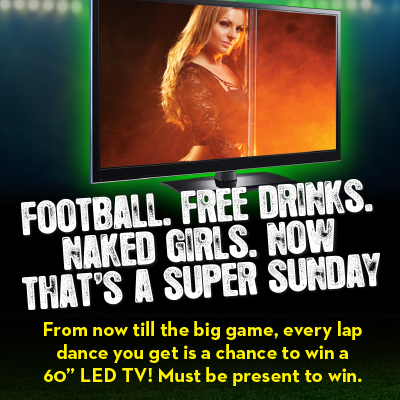 FOOTBALL. FREE DRINKS.
NAKED GIRLS. NOW
THAT'S A SUPER SUNDAY
From now till the big game, every lap
dance you get is a chance to win a
60” LED TV! Must be present to win.